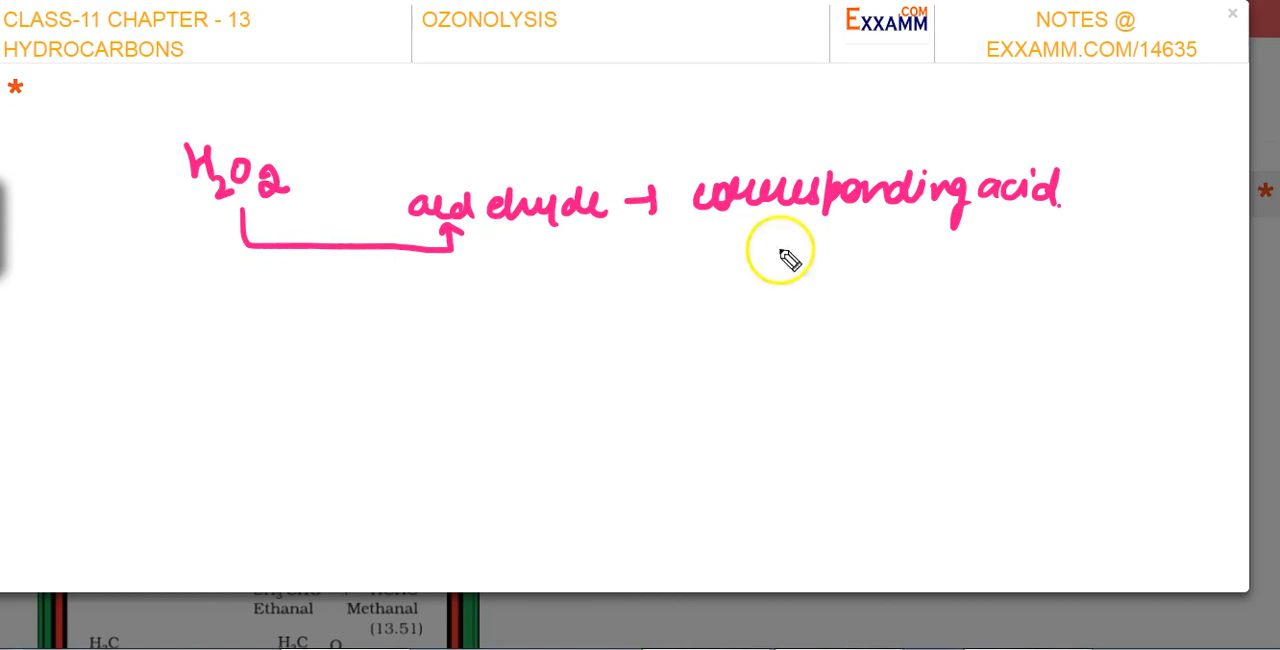 CLASS-11 CHAPTER - 13
HYDROCARBONS
OZONOLYSIS
EXXAMM
.COM
NOTES @
EXXAMM.COM/14635
×
*
*
H2O2
aldehyde → corresponding acid.
Ethanal Methanal
(13.51)
H3C H3C O